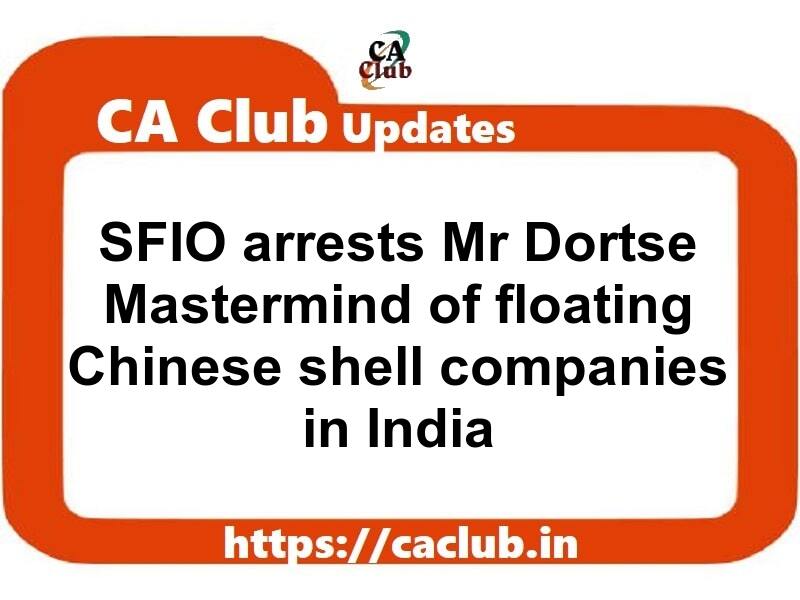 CA
Club
CA Club Updates
SFIO arrests Mr Dortse
Mastermind of floating
Chinese shell companies
in India
https://caclub.in